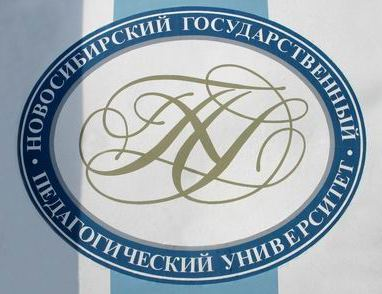 НОВОСИБИРСКИЙ ГОСУДАРСТВЕННЫЙ
ПЕДАГОГИЧЕСКИЙ УНИВЕРСИТЕТ